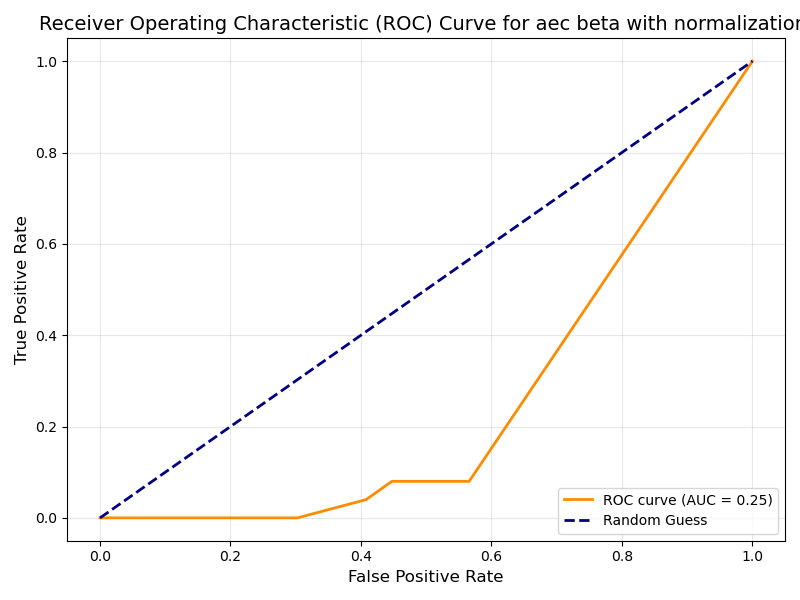 Receiver Operating Characteristic (ROC) Curve for aec beta with normalization
1.0
0.8
0.6
0.4
0.2
0.0
True Positive Rate
0.0 0.2 0.4 0.6 0.8 1.0
False Positive Rate
ROC curve (AUC = 0.25)
Random Guess